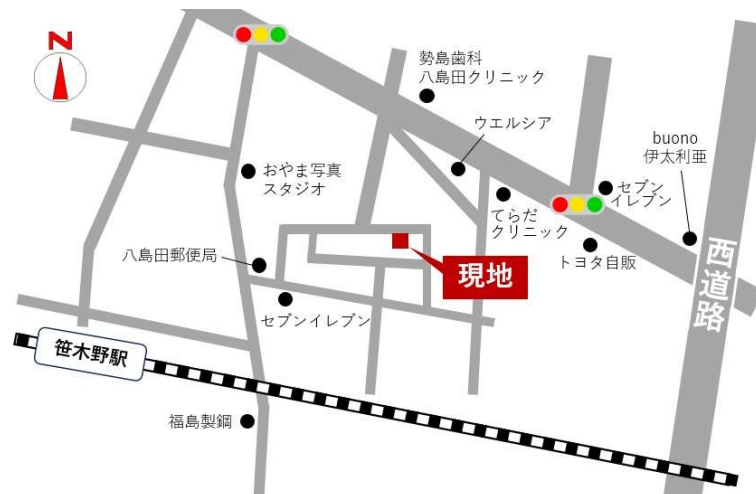 N
勢島歯科
八島田クリニック
ウエルシア
buono
伊太利亜
おやま写真
スタジオ
セブン
イレブン
てらだ
クリニック
トヨタ自販
八島田郵便局
現地
西道路
セブンイレブン
笹木野駅
福島製鋼